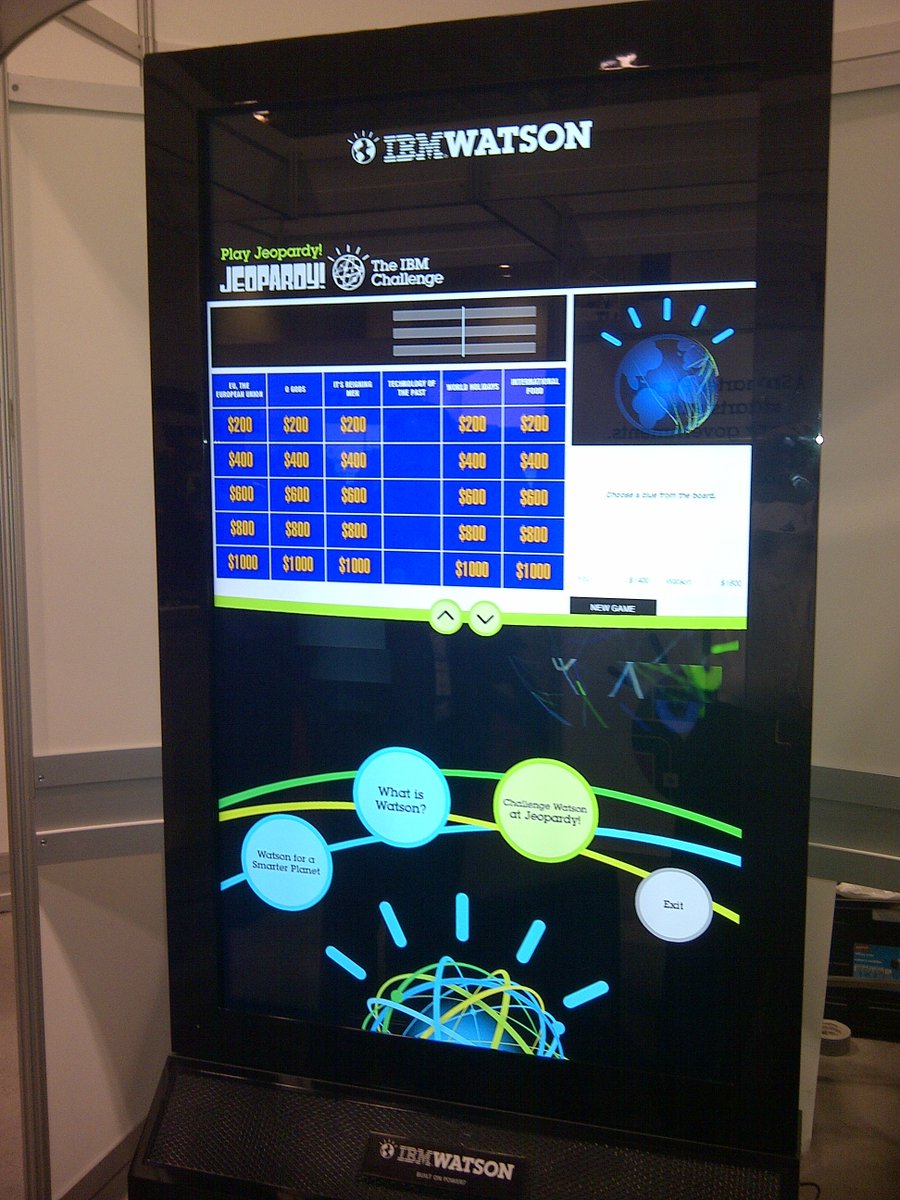 IBM WATSON
Play Jeopardy!
JEOPARDY!
The IBM
Challenge
EU, THE
EUROPEAN UNION
O GODS
IT'S REIGNING
MEN
TECHNOLOGY OF
THE PAST
WORLD HOLIDAYS
INTERNATIONAL
FOOD
$200 $200 $200 $200 $200
$400 $400 $400 $400 $400
$600 $600 $600 $600 $600
$800 $800 $800 $800 $800
$1000 $1000 $1000 $1000 $1000
Choose a clue from the board.
$1400 Watson $1800
NEW GAME
What is
Watson?
Challenge Watson
at Jeopardy!
Watson for a
Smarter Planet
Exit
IBM WATSON
BUILT ON POWER7